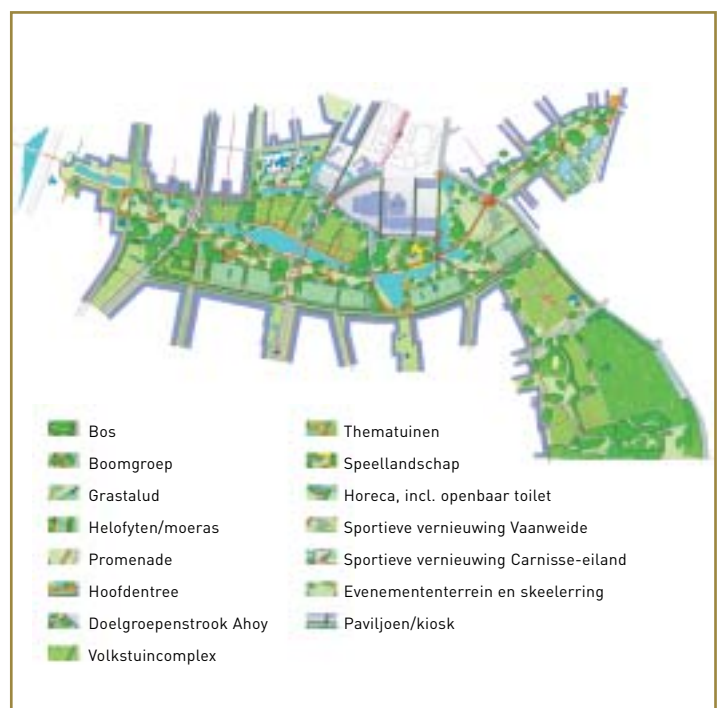 Bos
Boomgroep
Grastalud
Helofyten/moeras
Promenade
Hoofdentree
Doelgroepenstrook Ahoy
Volkstuincomplex
Thematuinen
Speellandschap
Horeca, incl. openbaar toilet
Sportieve vernieuwing Vaanweide
Sportieve vernieuwing Carnisse-eiland
Evenemententerrein en skeelerring
Paviljoen/kiosk